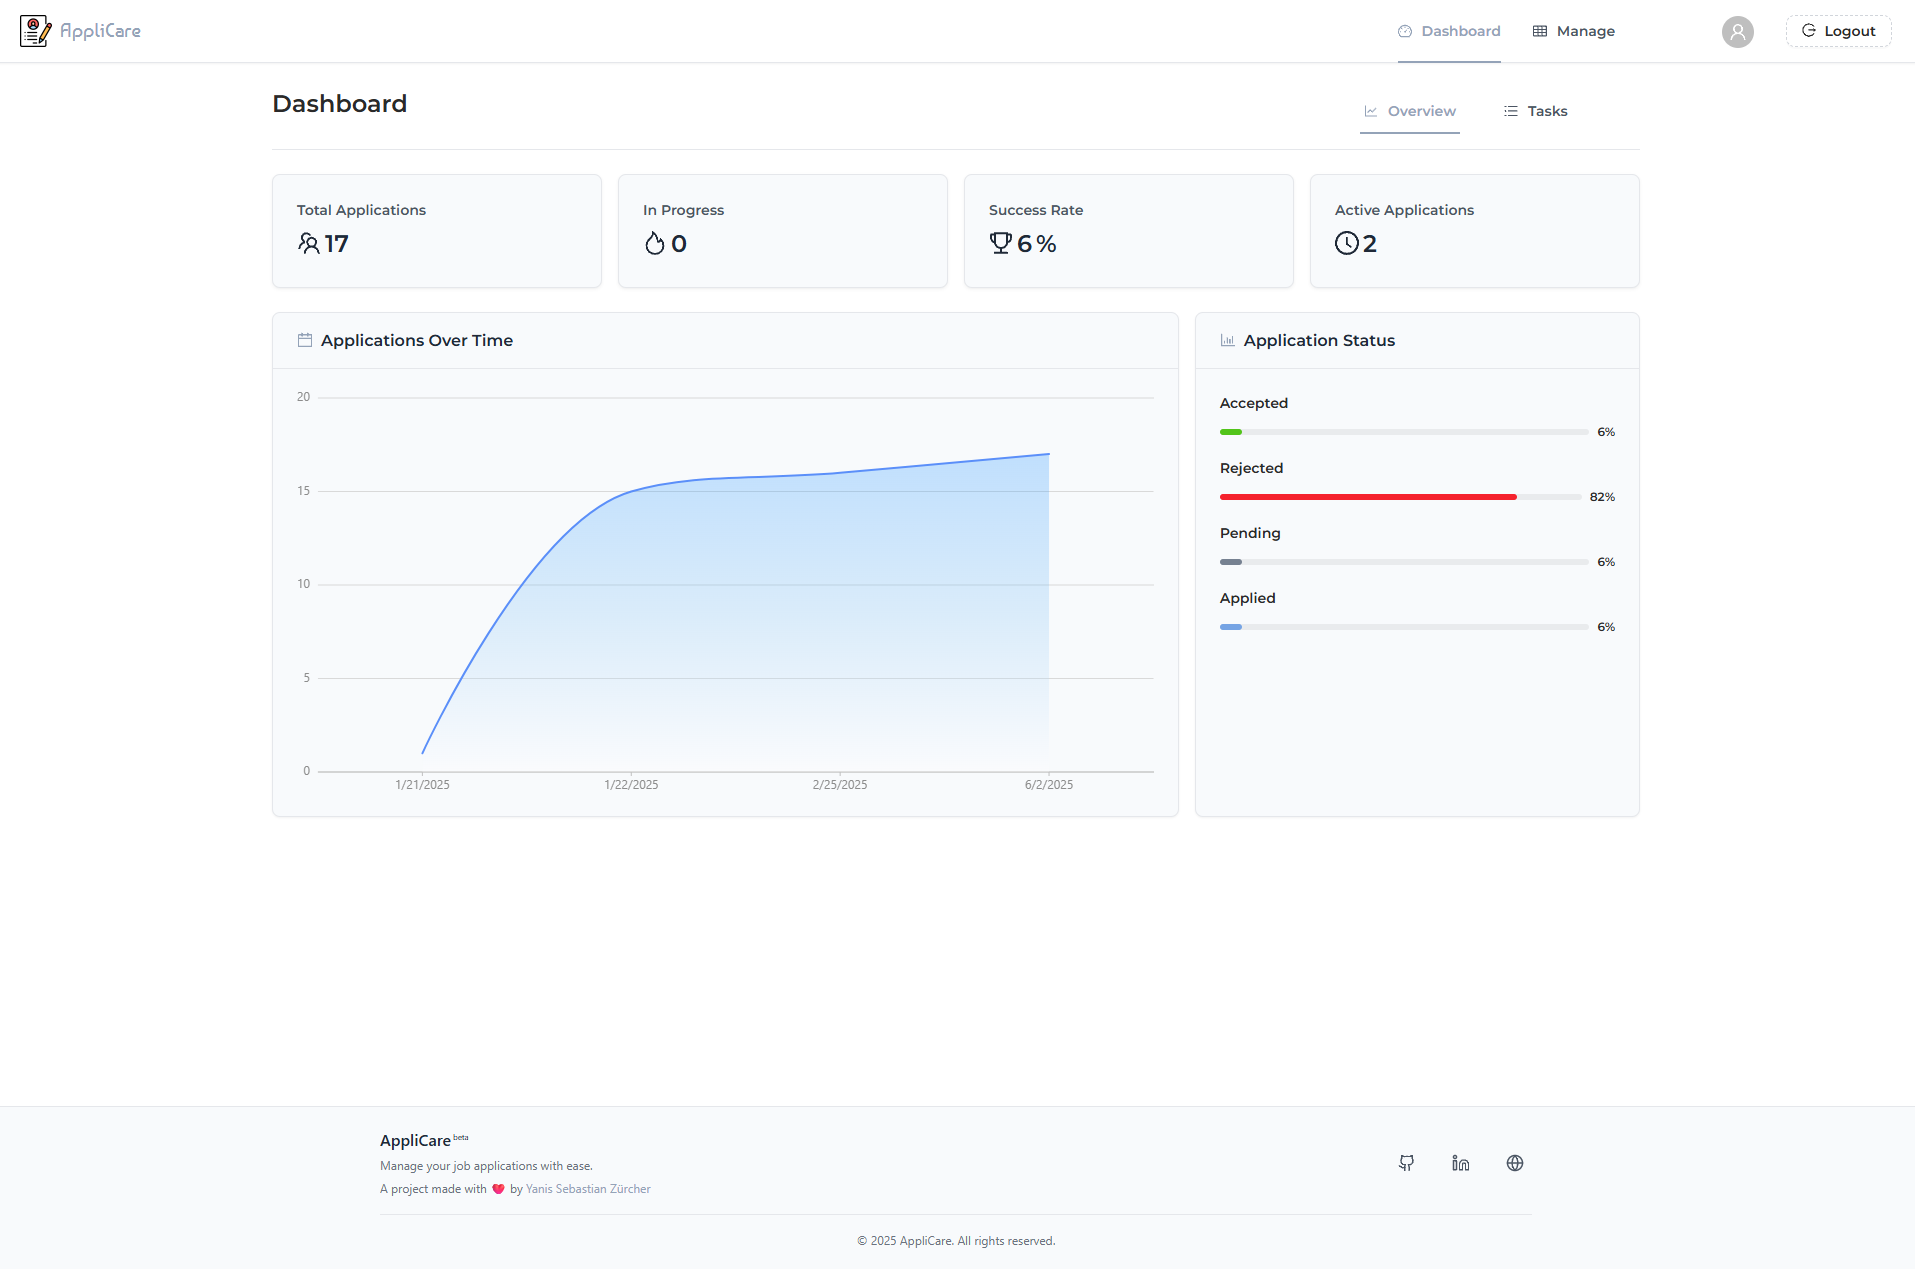 AppliCare
Dashboard
Manage
Logout
Dashboard
Overview
Tasks
Total Applications
17
In Progress
0
Success Rate
6 %
Active Applications
2
Applications Over Time
20
15
10
5
0
1/21/2025
1/22/2025
2/25/2025
6/2/2025
Application Status
Accepted
6%
Rejected
82%
Pending
6%
Applied
6%
AppliCare beta
Manage your job applications with ease.
A project made with ❤ by Yanis Sebastian Zürcher
© 2025 AppliCare. All rights reserved.